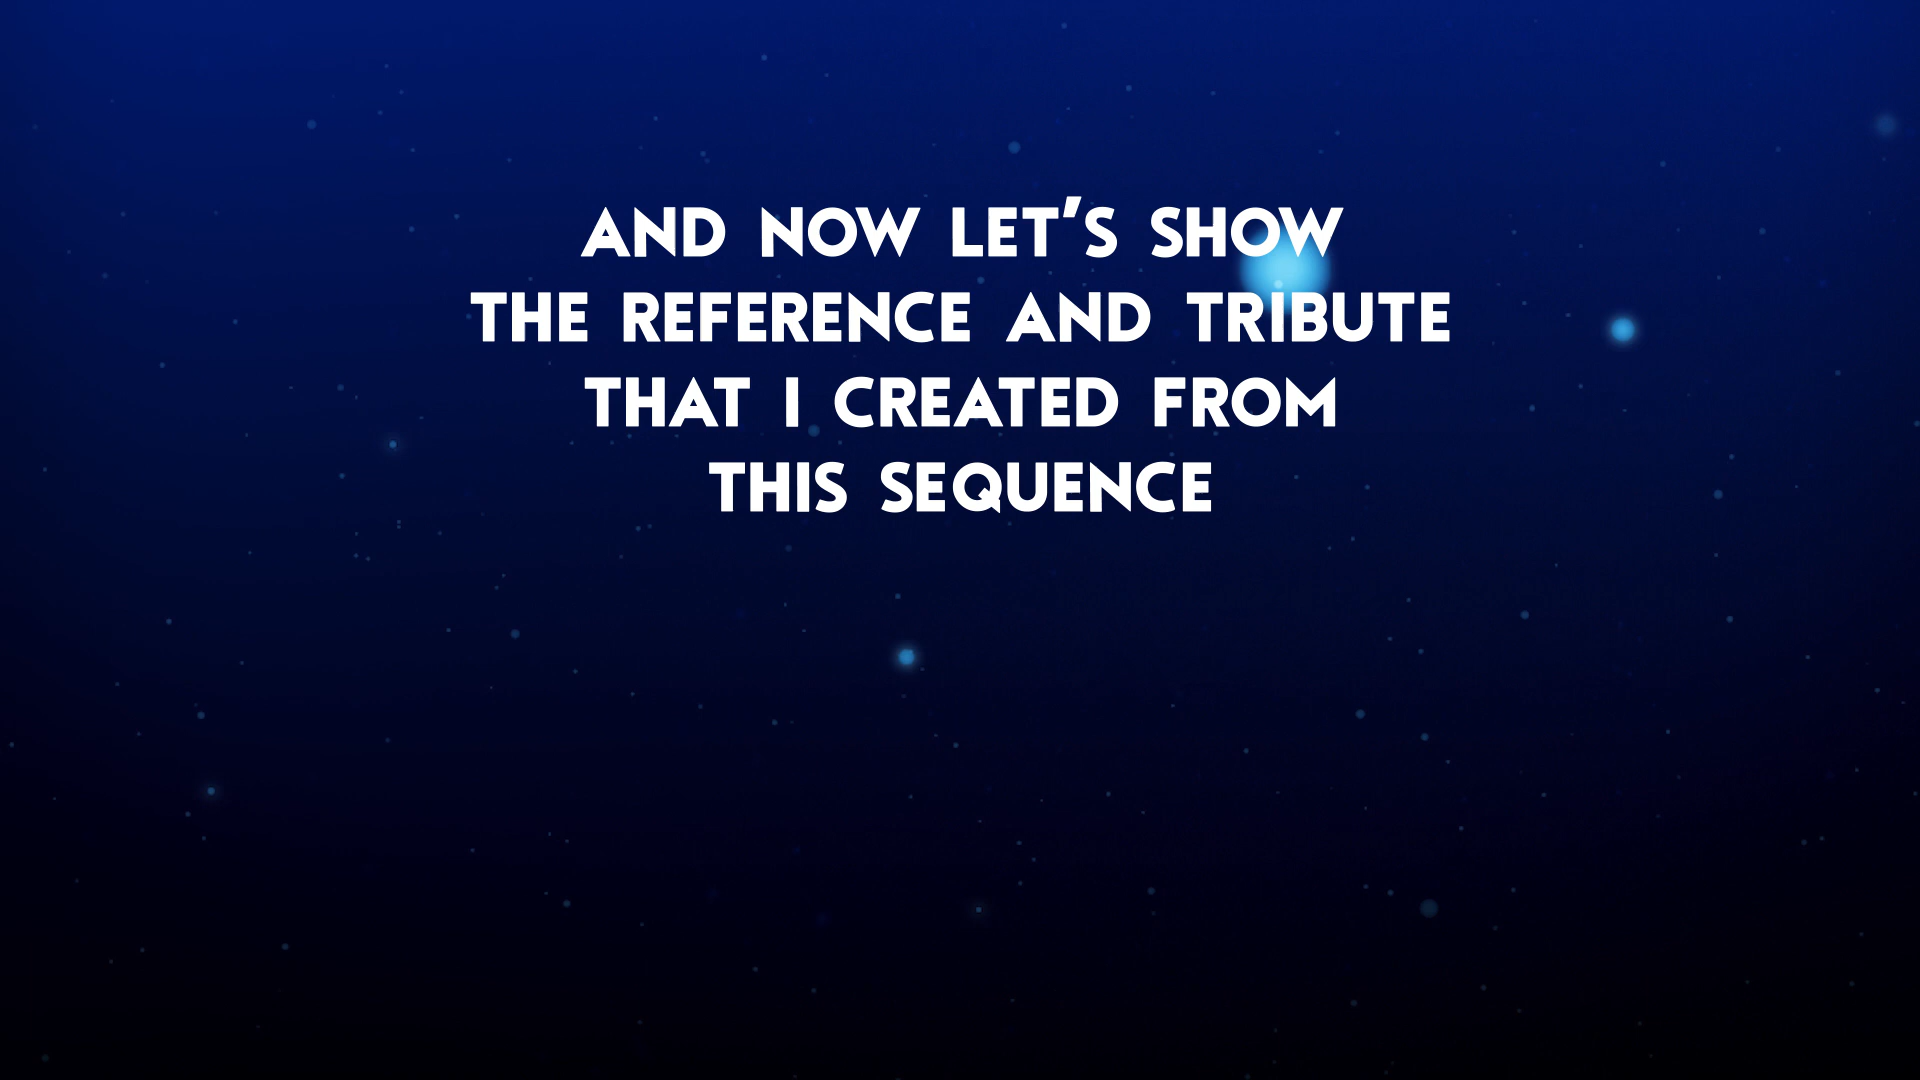 AND NOW LET'S SHOW
THE REFERENCE AND TRIBUTE
THAT I CREATED FROM
THIS SEQUENCE